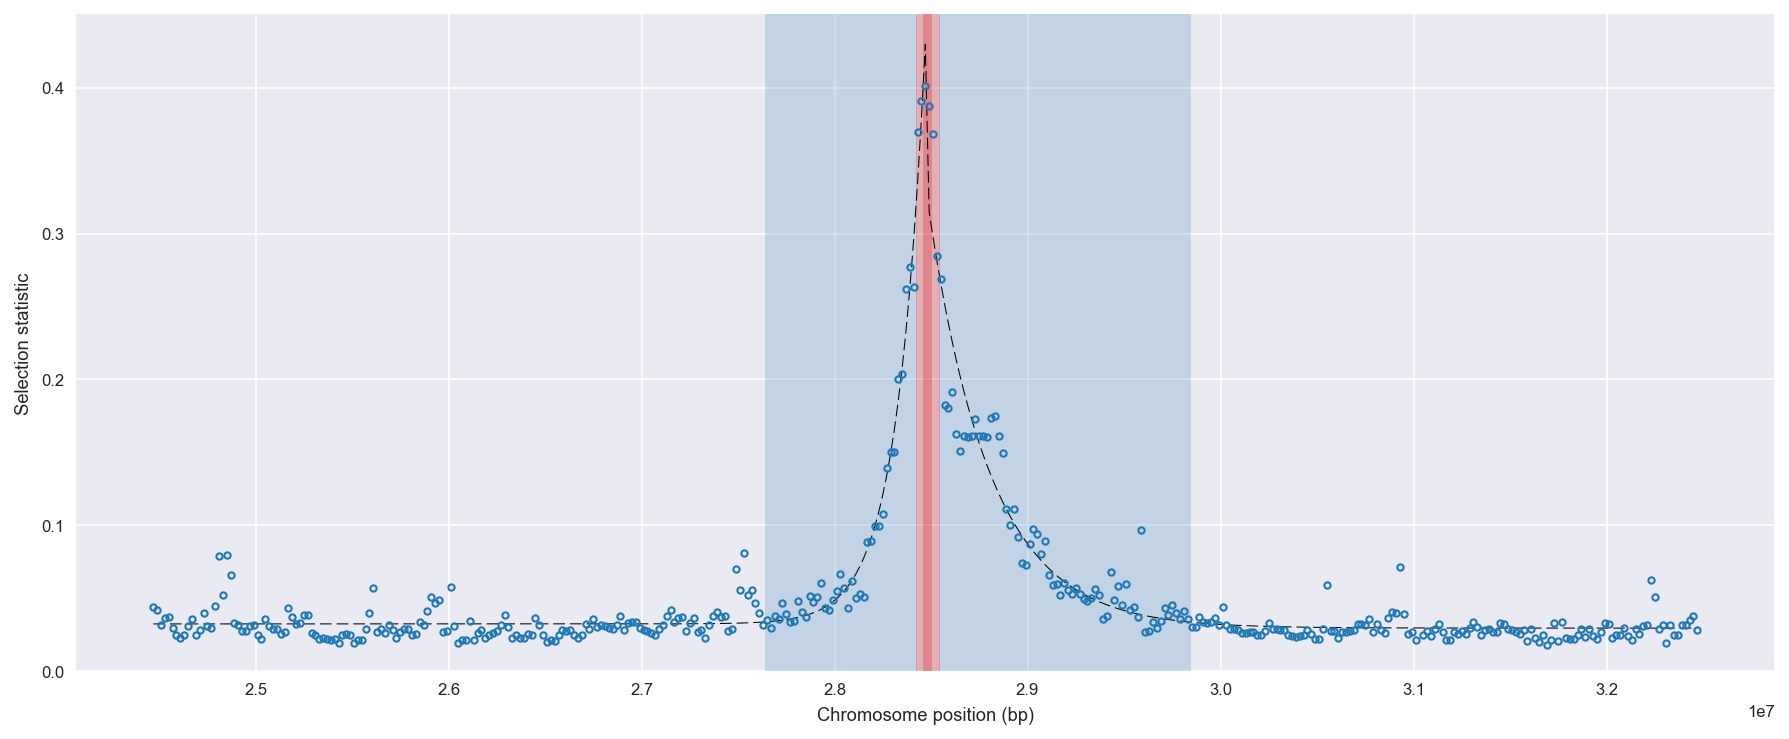 0.4
0.3
0.2
0.1
0.0
Selection statistic
2.5 2.6 2.7 2.8 2.9 3.0 3.1 3.2
Chromosome position (bp)
1e7